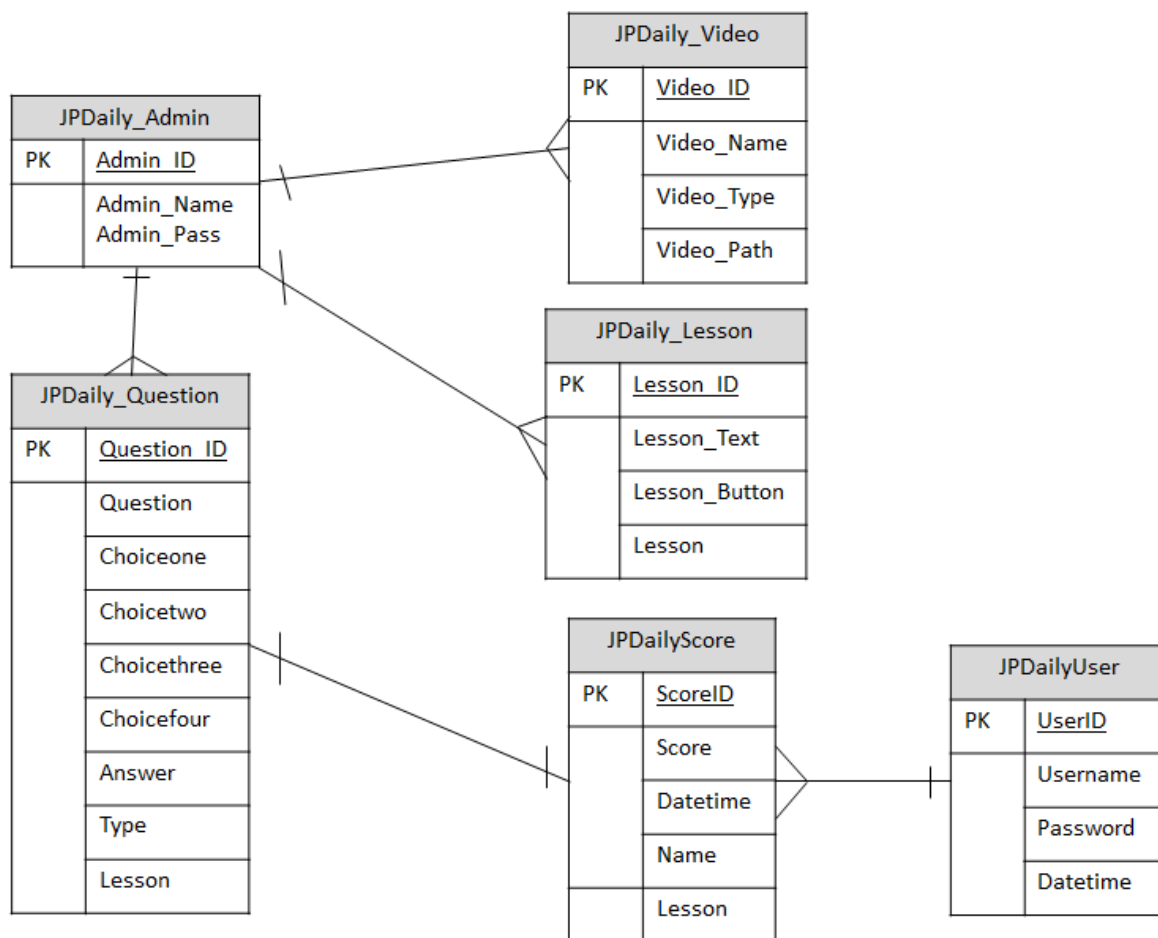 JPDaily_Video
PK Video_ID
Video_Name
Video_Type
Video_Path
JPDaily_Admin
PK Admin_ID
Admin_Name
Admin_Pass
JPDaily_Lesson
PK Lesson_ID
Lesson_Text
Lesson_Button
Lesson
JPDaily_Question
PK Question_ID
Question
Choiceone
Choicetwo
Choicethree
Choicefour
Answer
Type
Lesson
JPDailyScore
PK ScoreID
Score
Datetime
Name
Lesson
JPDailyUser
PK UserID
Username
Password
Datetime